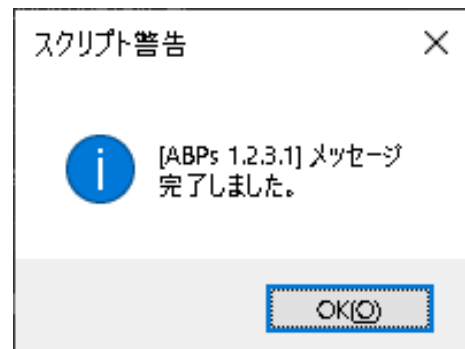 スクリプト警告
[ABPs 1.2.3.1] メッセージ
完了しました。
OK(O)